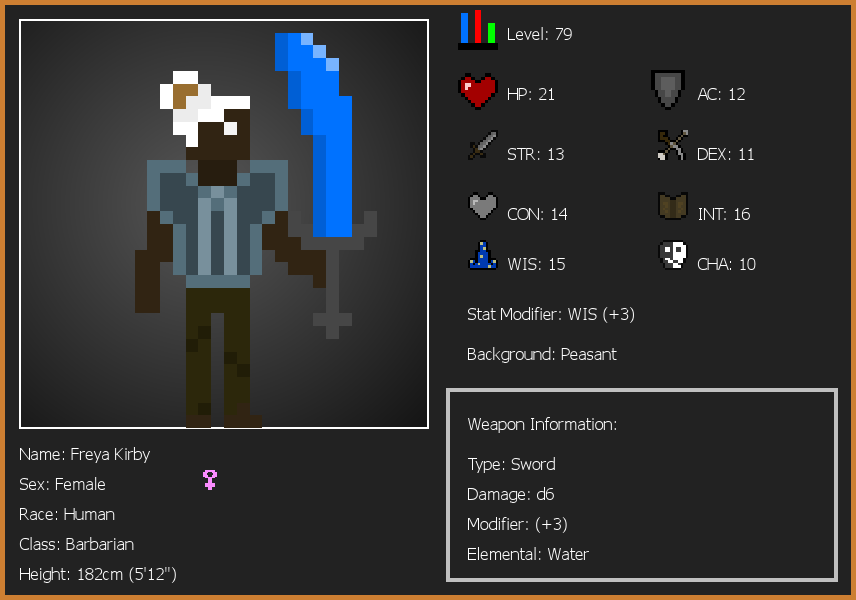 Level: 79
HP: 21
AC: 12
STR: 13
DEX: 11
CON: 14
INT: 16
WIS: 15
CHA: 10
Stat Modifier: WIS (+3)
Background: Peasant
Weapon Information:
Type: Sword
Damage: d6
Modifier: (+3)
Elemental: Water
Name: Freya Kirby
Sex: Female
Race: Human
Class: Barbarian
Height: 182cm (5'12")